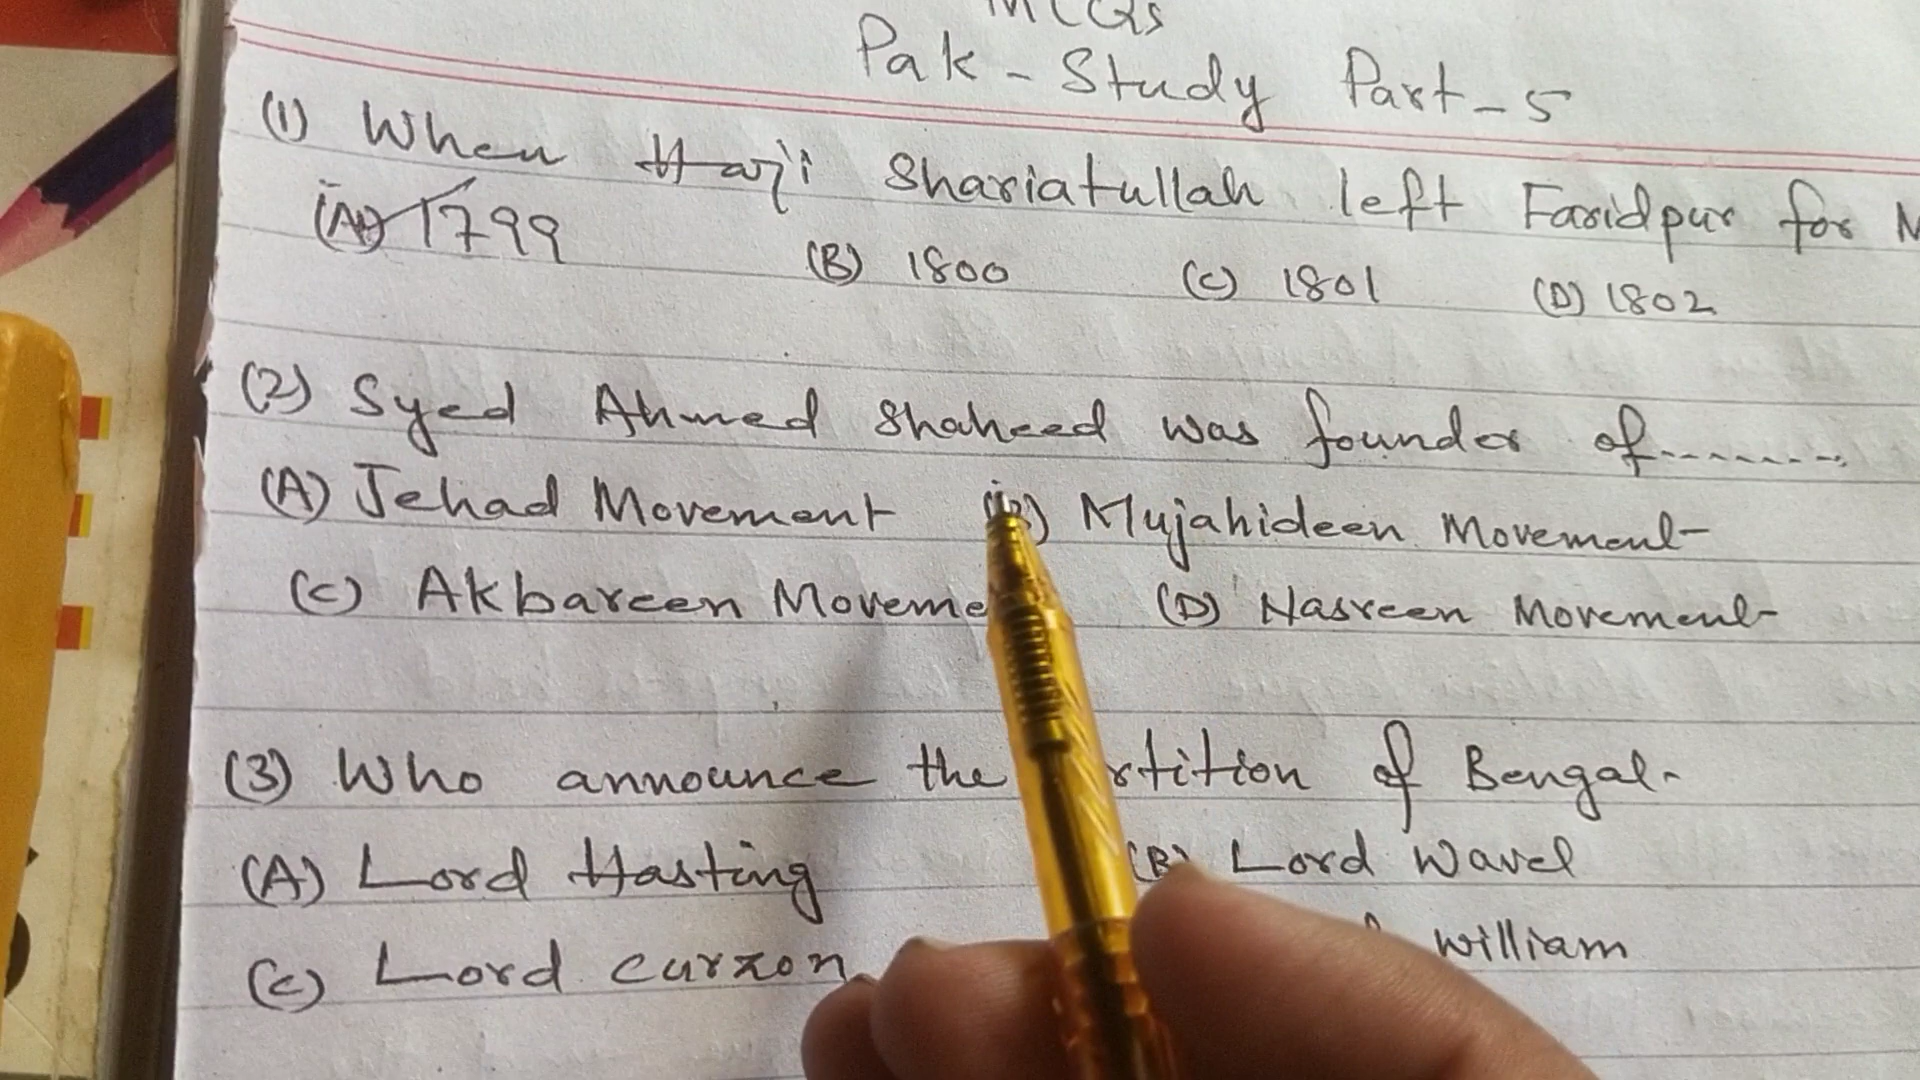 MCQs
Pak - Study Part - 5
(1) When Haji Shariatullah left Faridpur for
(A) 1799 (B) 1800 (C) 1801 (D) 1802
(2) Syed Ahmed Shaheed was founder of........
(A) Jehad Movement (B) Mujahideen Movement
(C) Akbareen Moveme (D) Nasreen Movement
(3) Who announce the rtition of Bengal-
(A) Lord Hasting (B) Lord Wavel
(C) Lord Curzon william